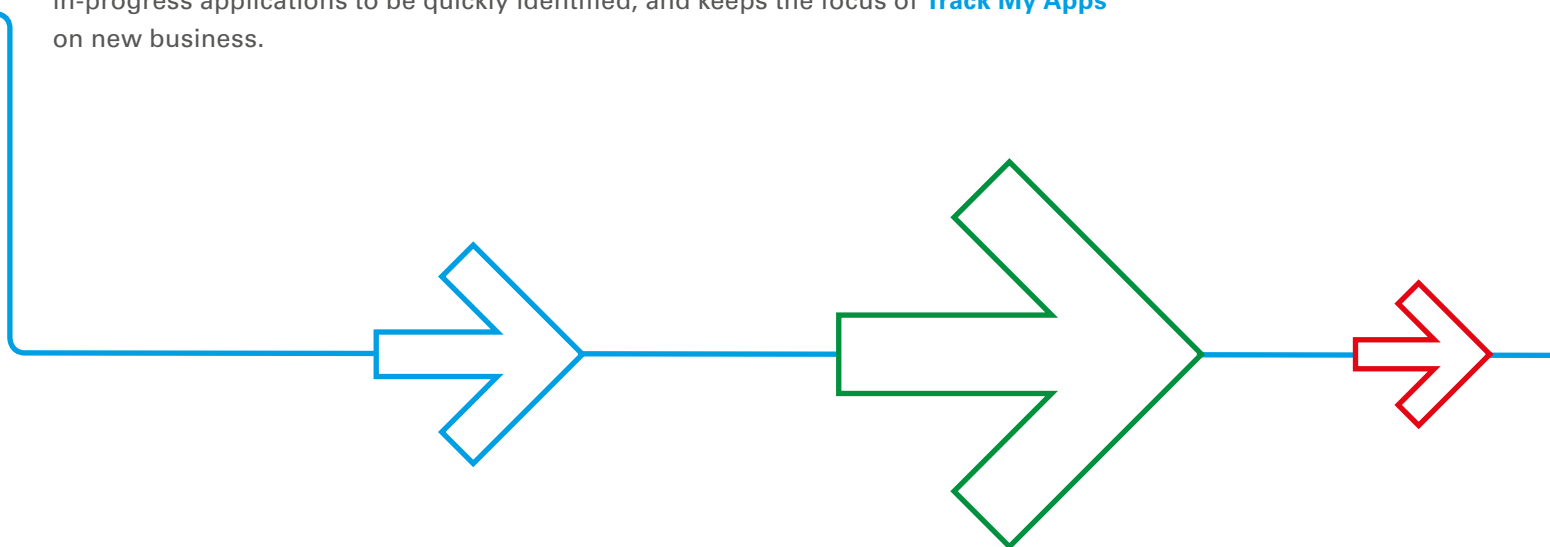 in-progress applications to be quickly identified, and keeps the focus of Track My Apps
on new business.